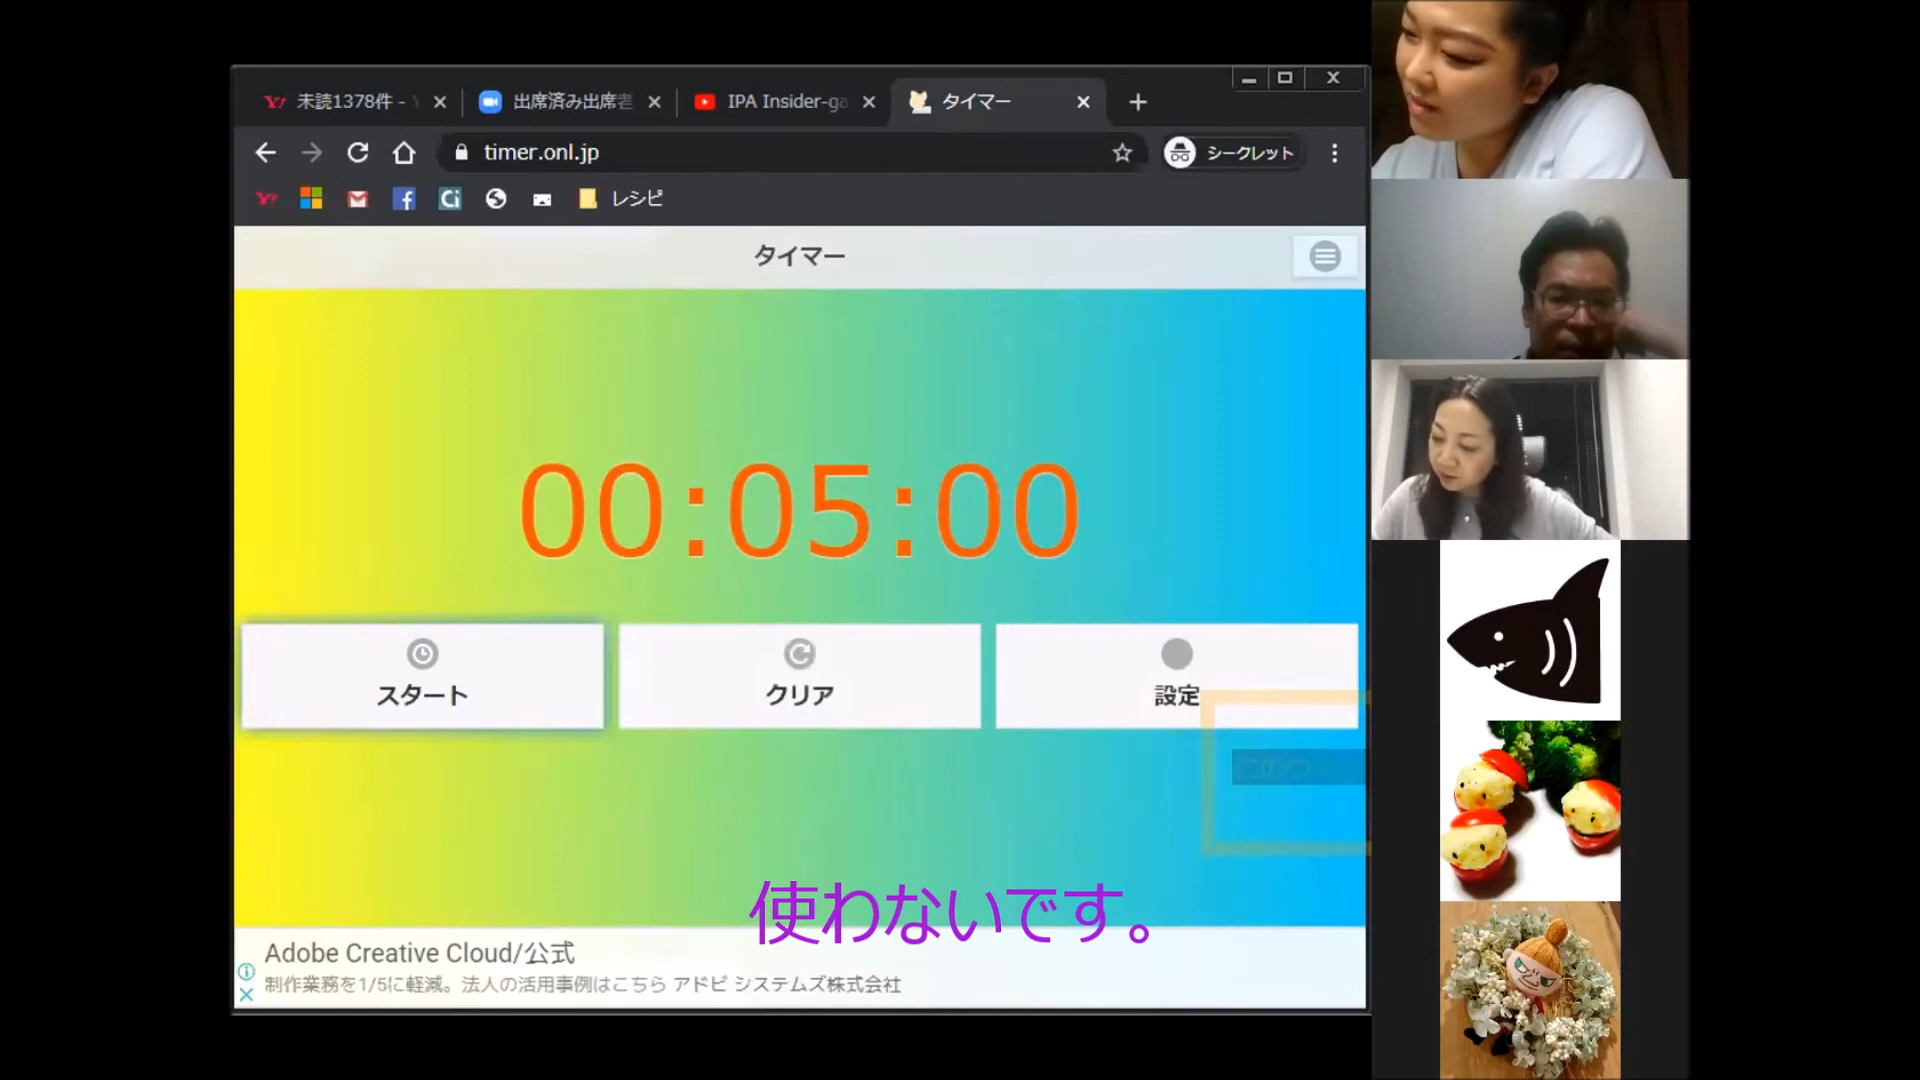 未読1378件 -
出席済み出席者
IPA Insider-ga
タイマー
timer.onl.jp
シークレット
レシピ
タイマー
00:05:00
スタート
クリア
設定
使わないです。
Adobe Creative Cloud/公式
制作業務を1/5に軽減。法人の活用事例はこちら アドビ システムズ株式会社